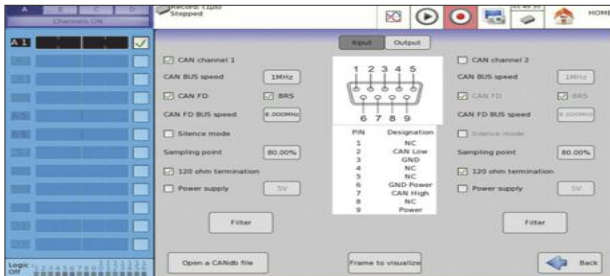 A B C D
Channels ON
Stepped
HOME
A 1
Input Output
CAN channel 1
CAN BUS speed 1MHz
CAN FD BRS
CAN FD BUS speed 8.000MHz
Silence mode
Sampling point 80.00%
120 ohm termination
Power supply 5V
Filter
Open a CANdb file
1 2 3 4 5
6 7 8 9
PIN Designation
1 NC
2 CAN Low
3 GND
4 NC
5 NC
6 GND Power
7 CAN High
8 NC
9 Power
Frame to visualize
CAN channel 2
CAN BUS speed 1MHz
CAN FD BRS
CAN FD BUS speed
Silence mode
Sampling point 80.00%
120 ohm termination
Power supply 5V
Filter
Back
Logic :
Off